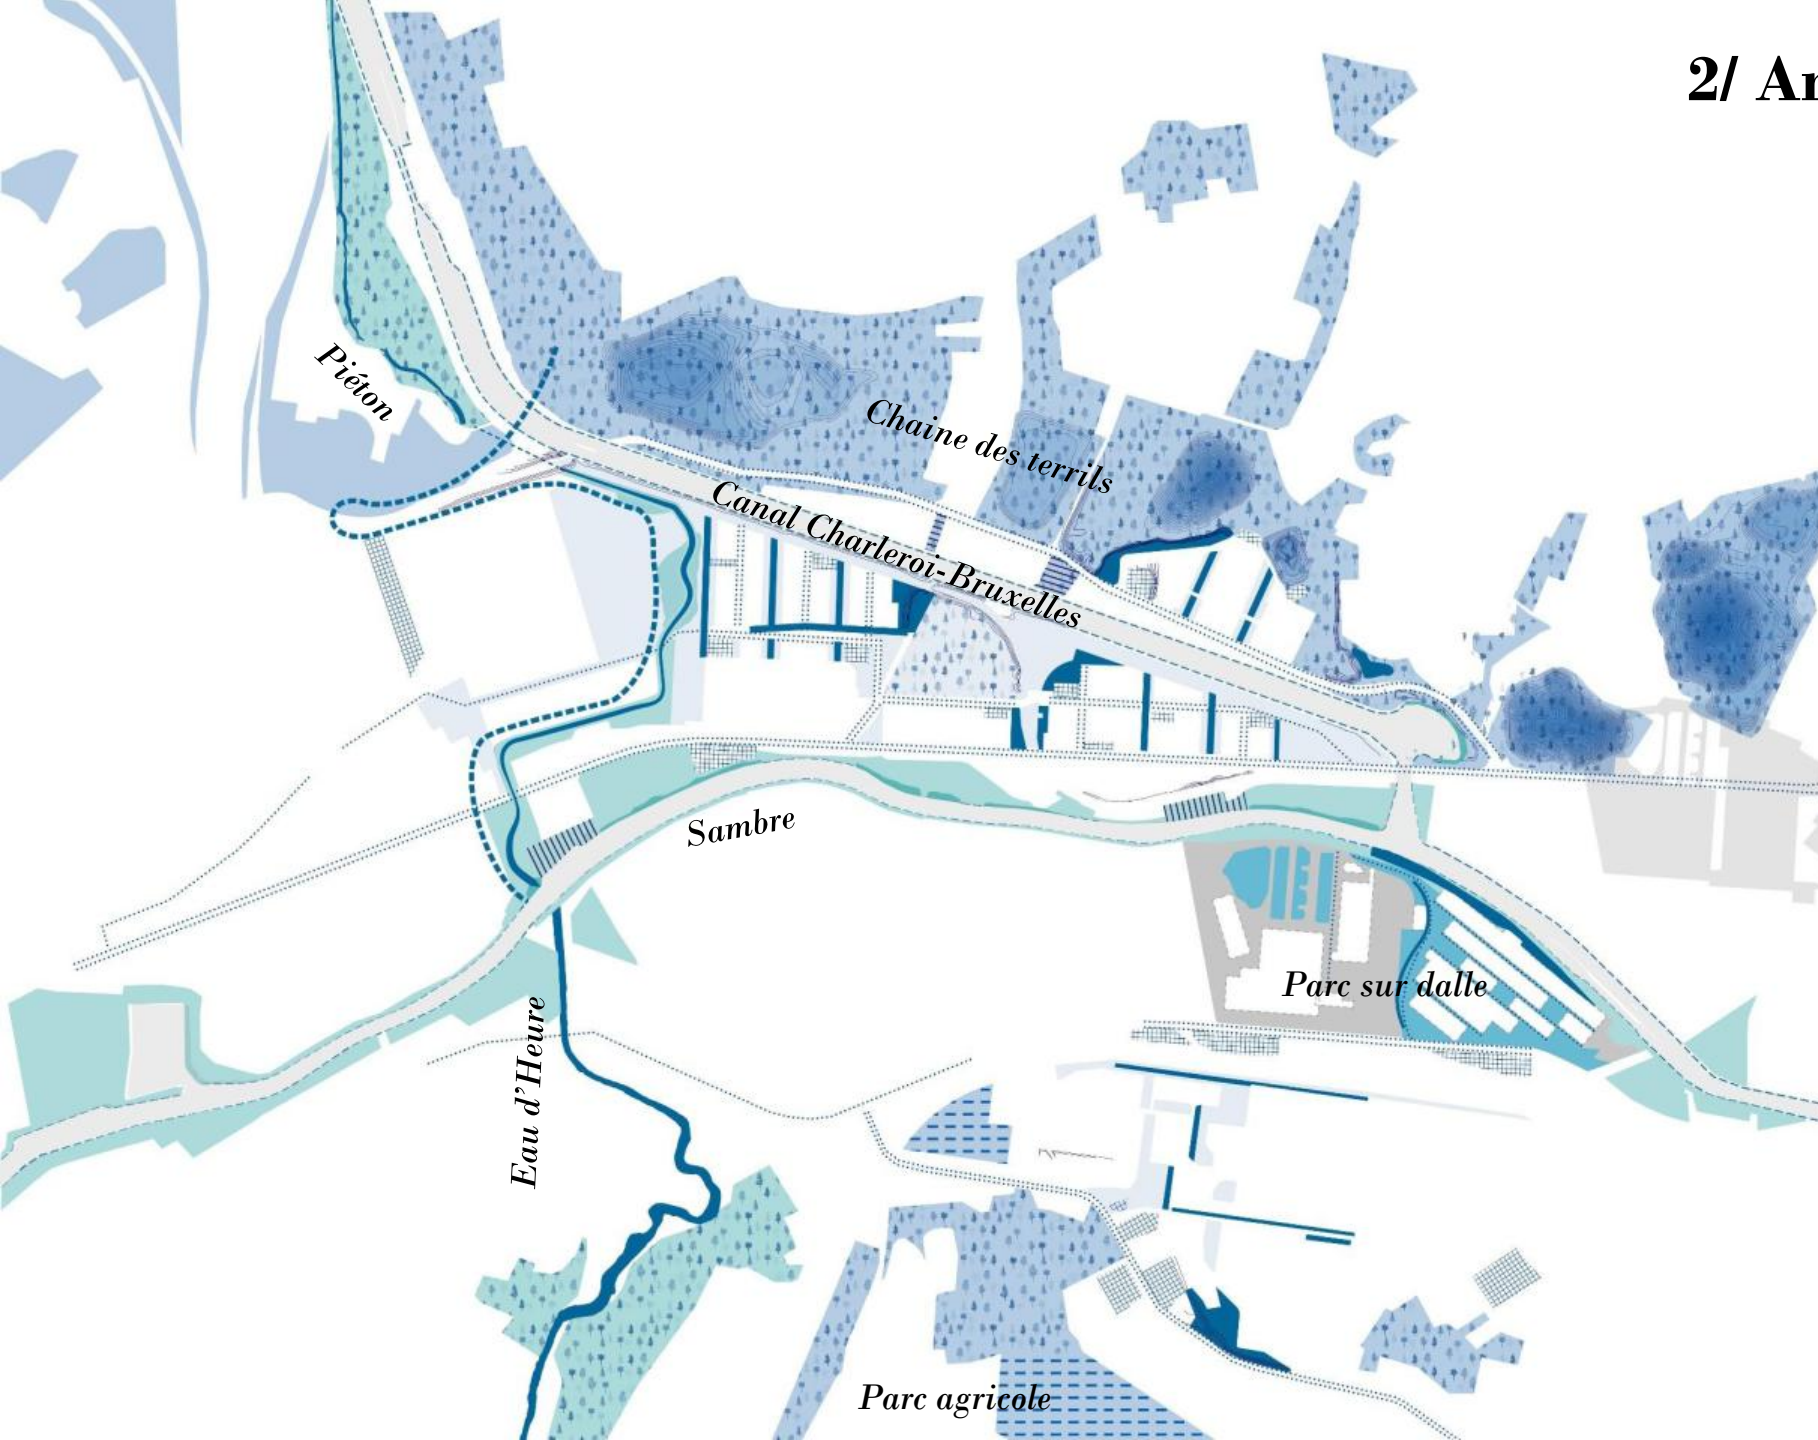 2/ Ar
Piéton
Chaine des terrils
Canal Charleroi-Bruxelles
Sambre
Parc sur dalle
Eau d'Heure
Parc agricole